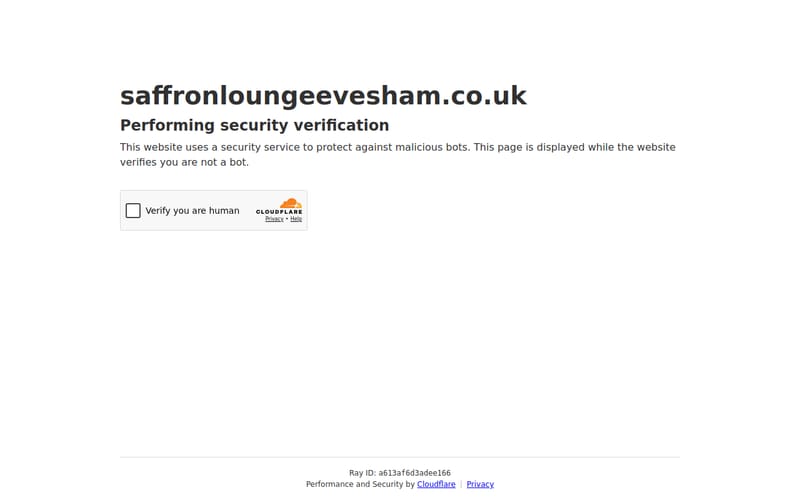 saffronloungeevesham.co.uk
Performing security verification
This website uses a security service to protect against malicious bots. This page is displayed while the website
verifies you are not a bot.
Verify you are human
CLOUDFLARE
Privacy • Help
Ray ID: a613af6d3adee166
Performance and Security by Cloudflare | Privacy